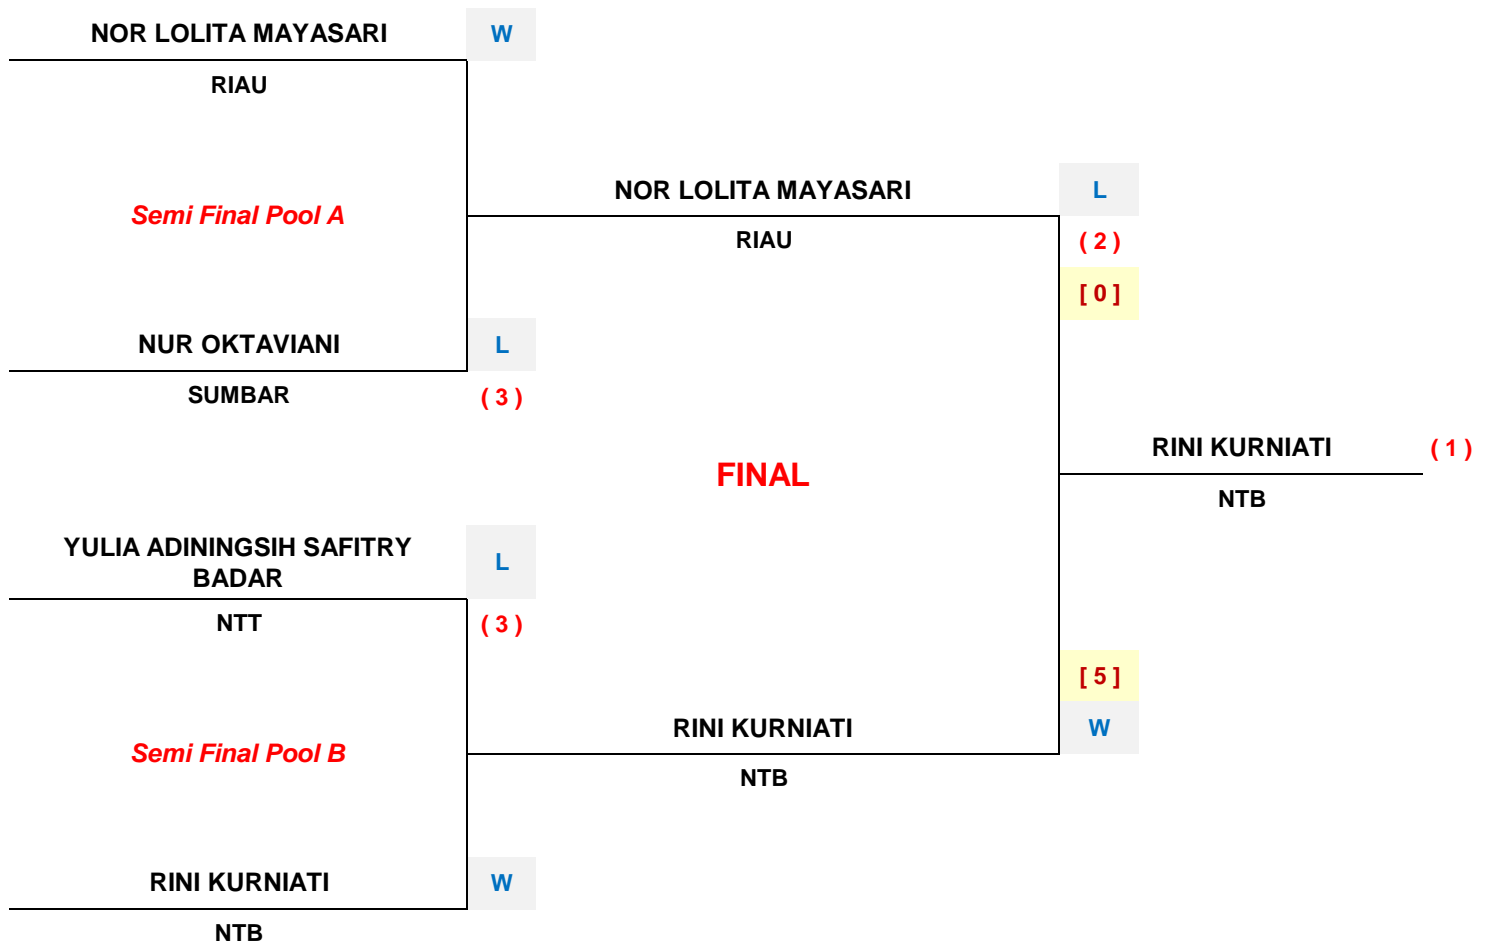 NOR LOLITA MAYASARI W
RIAU
NOR LOLITA MAYASARI L
Semi Final Pool A
RIAU ( 2 )
[ 0 ]
NUR OKTAVIANI L
SUMBAR ( 3 )
RINI KURNIATI ( 1 )
FINAL
NTB
YULIA ADININGSIH SAFITRY
BADAR L
NTT ( 3 )
[ 5 ]
RINI KURNIATI W
Semi Final Pool B
NTB
RINI KURNIATI W
NTB